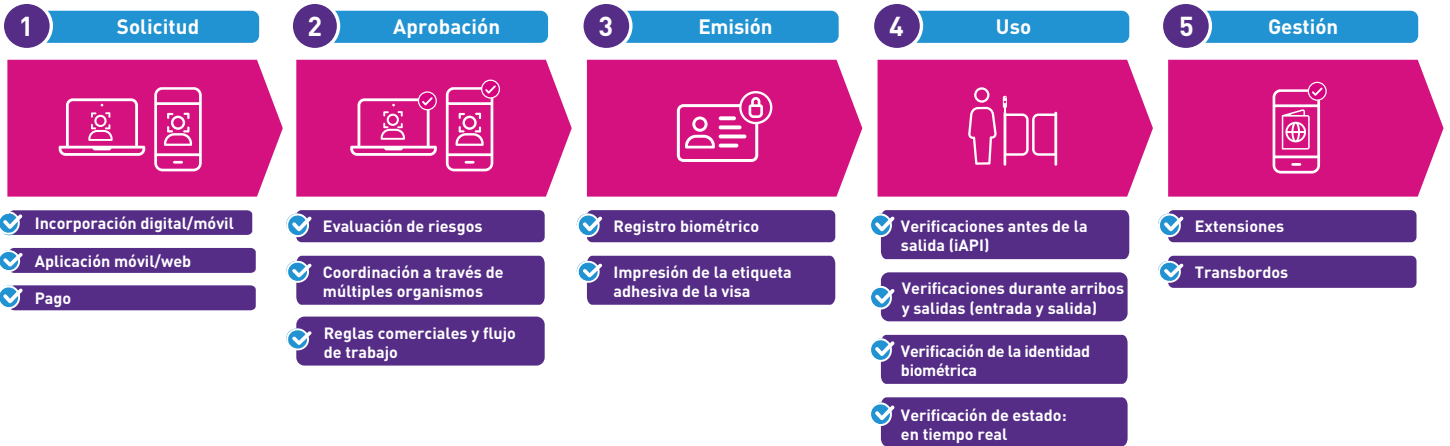 1 Solicitud
Incorporación digital/móvil
Aplicación móvil/web
Pago
2 Aprobación
Evaluación de riesgos
Coordinación a través de
múltiples organismos
Reglas comerciales y flujo
de trabajo
3 Emisión
Registro biométrico
Impresión de la etiqueta
adhesiva de la visa
4 Uso
Verificaciones antes de la
salida (iAPI)
Verificaciones durante arribos
y salidas (entrada y salida)
Verificación de la identidad
biométrica
Verificación de estado:
en tiempo real
5 Gestión
Extensiones
Transbordos